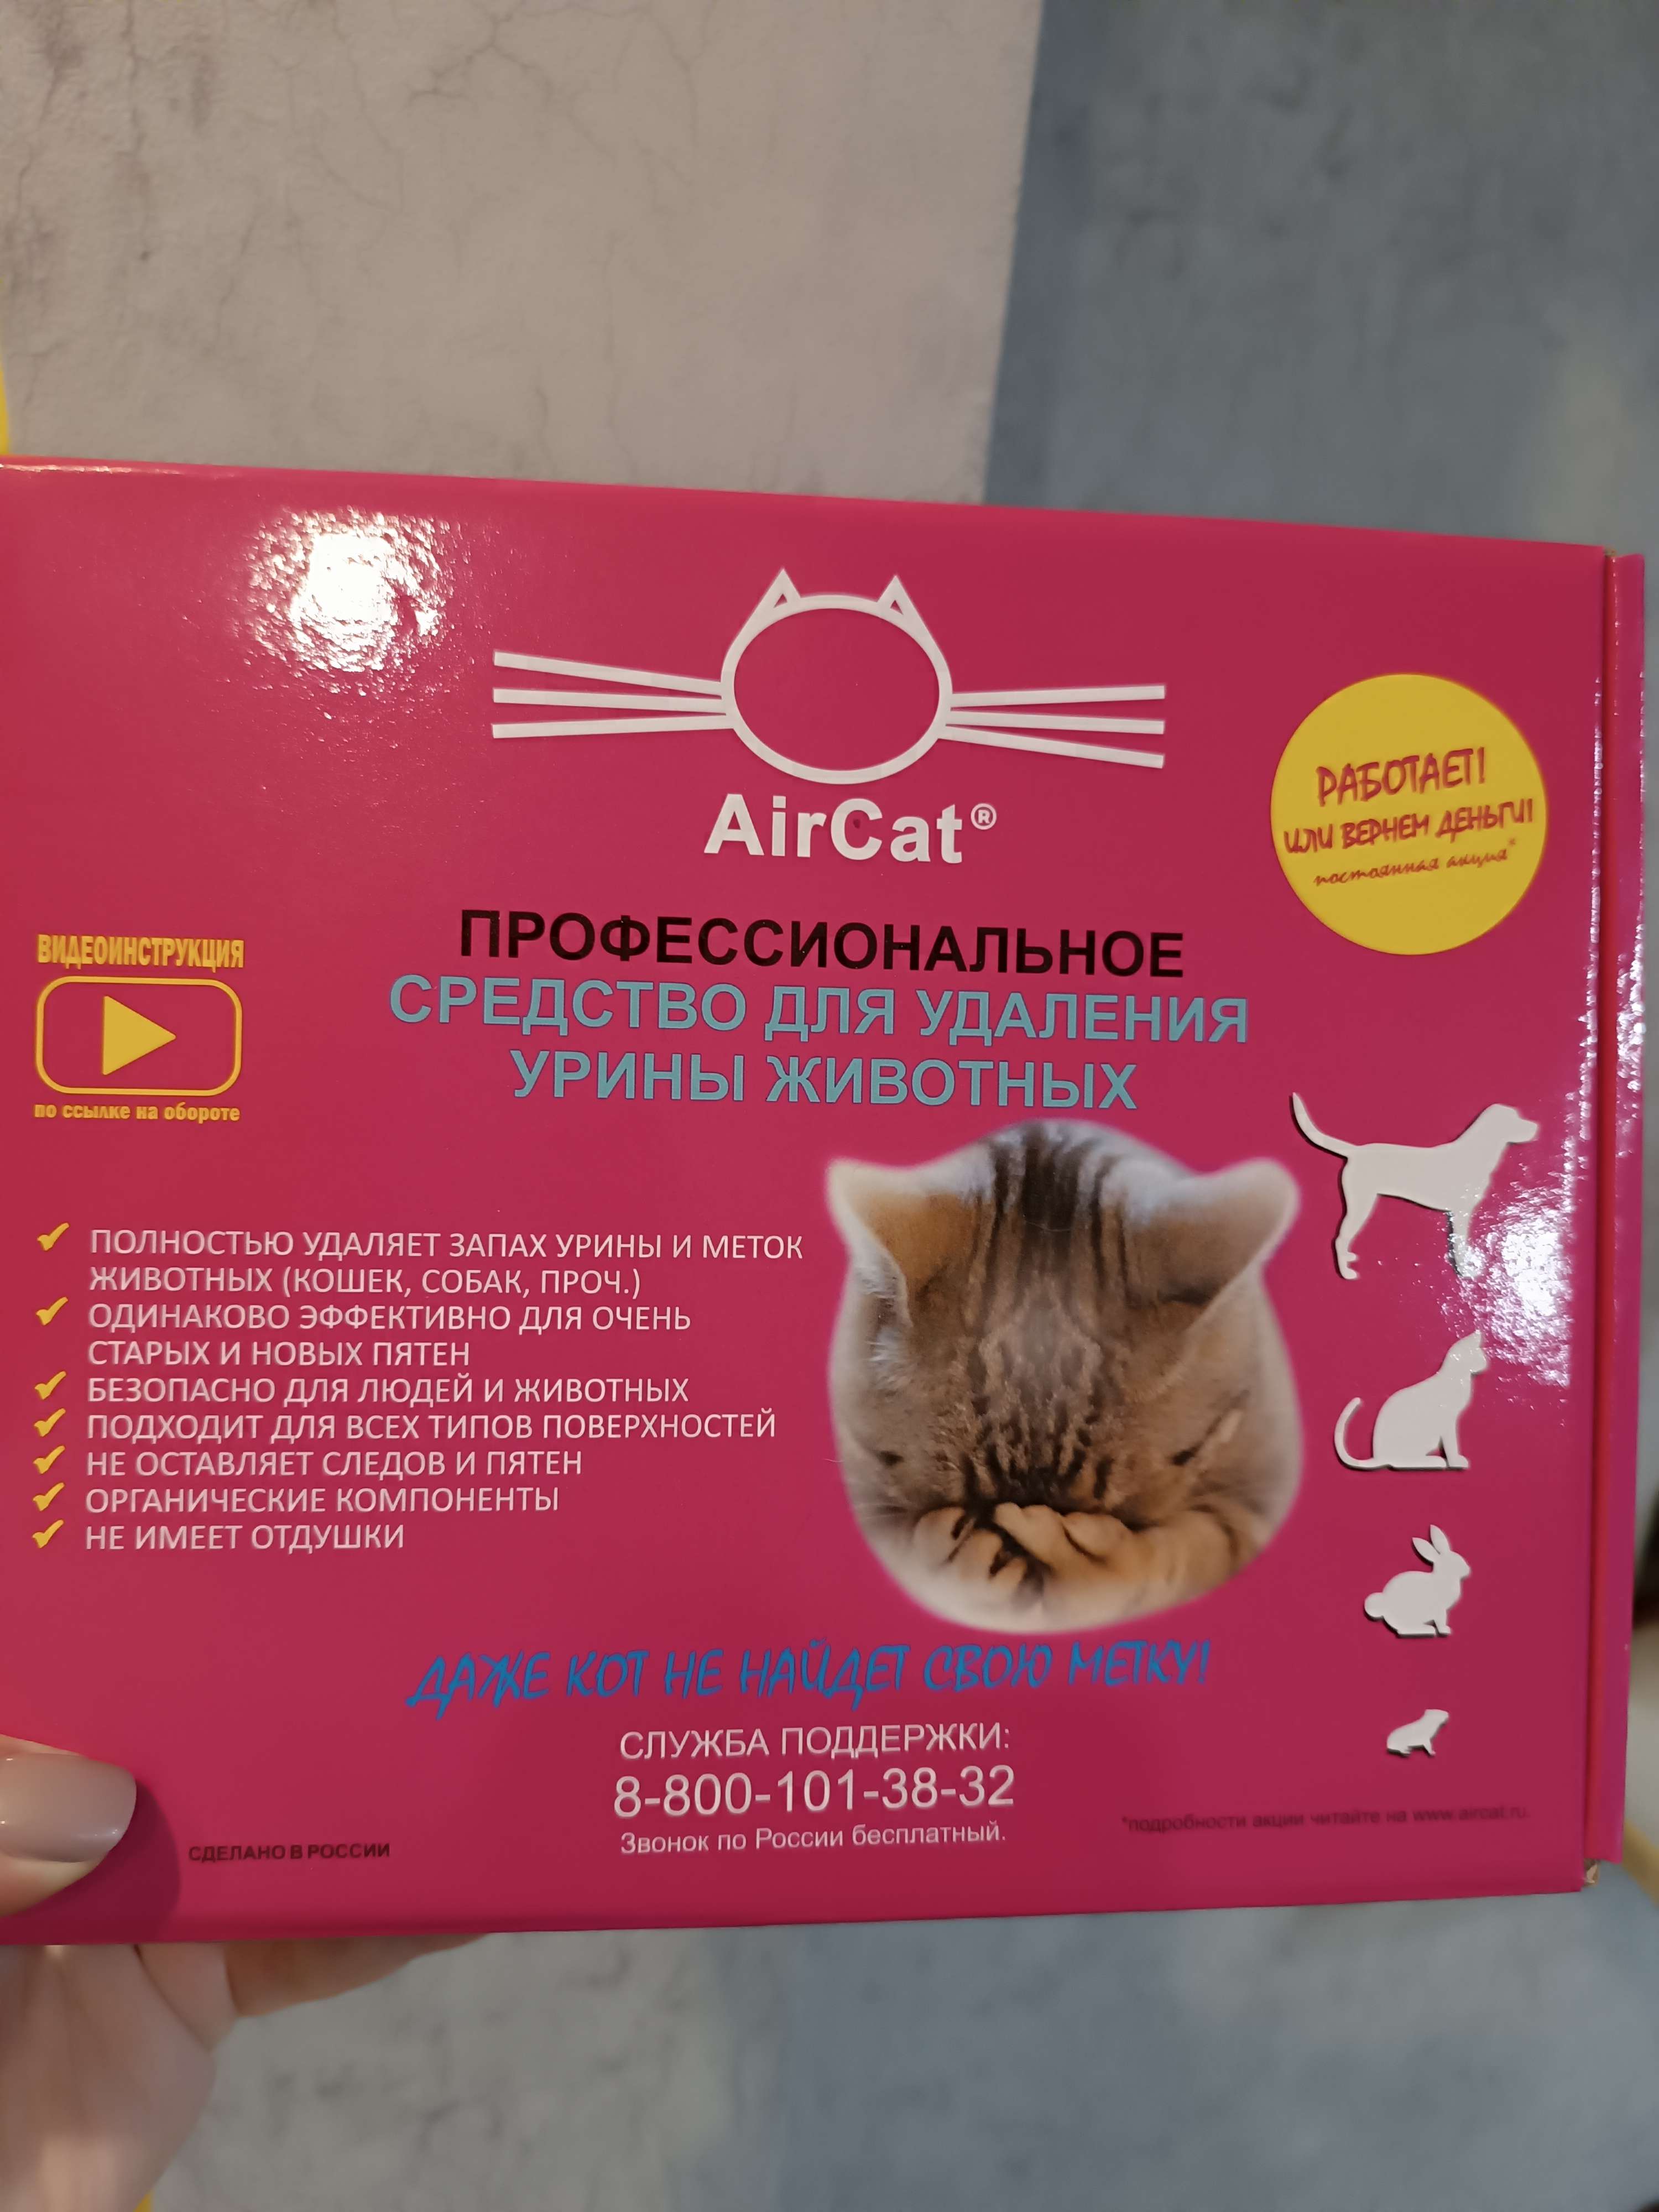 AirCat®
РАБОТАЕТ!
ИЛИ ВЕРНЕМ ДЕНЬГИ!
постоянная акция*
ПРОФЕССИОНАЛЬНОЕ
СРЕДСТВО ДЛЯ УДАЛЕНИЯ
УРИНЫ ЖИВОТНЫХ
ВИДЕОИНСТРУКЦИЯ
по ссылке на обороте
ПОЛНОСТЬЮ УДАЛЯЕТ ЗАПАХ УРИНЫ И МЕТОК
ЖИВОТНЫХ (КОШЕК, СОБАК, ПРОЧ.)
ОДИНАКОВО ЭФФЕКТИВНО ДЛЯ ОЧЕНЬ
СТАРЫХ И НОВЫХ ПЯТЕН
БЕЗОПАСНО ДЛЯ ЛЮДЕЙ И ЖИВОТНЫХ
ПОДХОДИТ ДЛЯ ВСЕХ ТИПОВ ПОВЕРХНОСТЕЙ
НЕ ОСТАВЛЯЕТ СЛЕДОВ И ПЯТЕН
ОРГАНИЧЕСКИЕ КОМПОНЕНТЫ
НЕ ИМЕЕТ ОТДУШКИ
ДАЖЕ КОТ НЕ НАЙДЕТ СВОЮ МЕТКУ!
СЛУЖБА ПОДДЕРЖКИ:
8-800-101-38-32
Звонок по России бесплатный.
СДЕЛАНО В РОССИИ
*подробности акции читайте на www.aircat.ru.